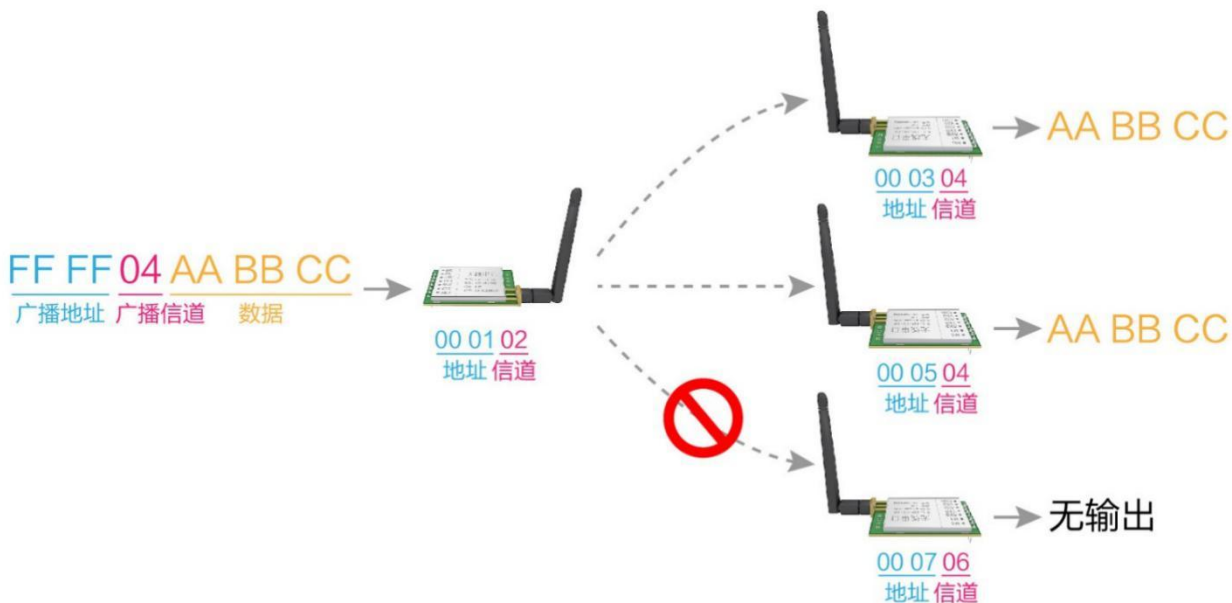 AA BB CC
00 03 04
地址 信道
FF FF 04 AA BB CC
广播地址 广播信道 数据
00 01 02
地址 信道
AA BB CC
00 05 04
地址 信道
无输出
00 07 06
地址 信道